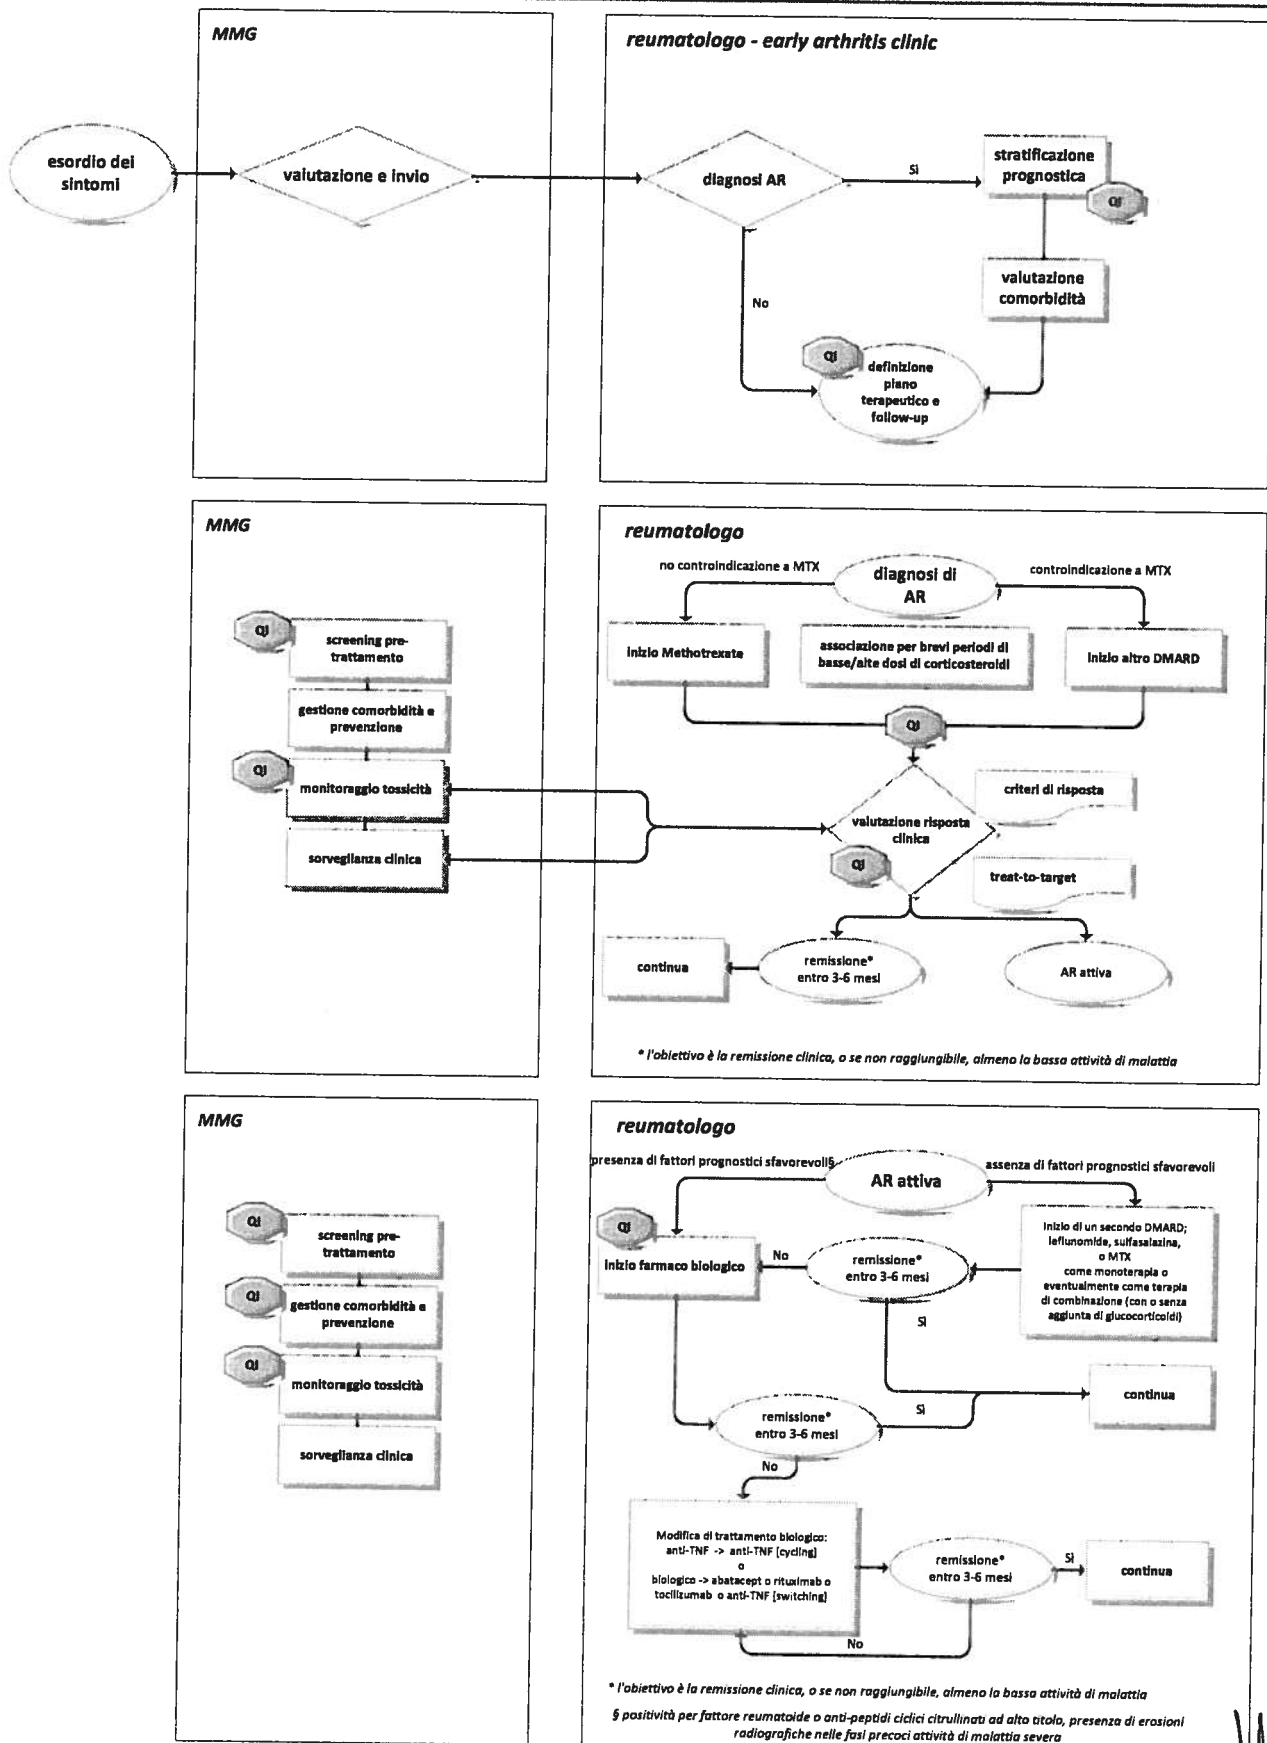 MMG
reumatologo - early arthritis clinic
esordio dei
sintomi
valutazione e invio
diagnosi AR
Sì
stratificazione
prognostica
QI
valutazione
comorbidità
No
QI
definizione
piano
terapeutico e
follow-up
MMG
QI
screening pre-
trattamento
gestione comorbidità e
prevenzione
QI
monitoraggio tossicità
sorveglianza clinica
reumatologo
no controindicazione a MTX
diagnosi di
AR
controindicazione a MTX
inizio Methotrexate
associazione per brevi periodi di
basse/alte dosi di corticosteroidi
inizio altro DMARD
QI
valutazione risposta
clinica
QI
criteri di risposta
treat-to-target
continua
remissione*
entro 3-6 mesi
AR attiva
* l'obiettivo è la remissione clinica, o se non raggiungibile, almeno la bassa attività di malattia
MMG
QI
screening pre-
trattamento
QI
gestione comorbidità e
prevenzione
QI
monitoraggio tossicità
sorveglianza clinica
reumatologo
presenza di fattori prognostici sfavorevoli§
AR attiva
assenza di fattori prognostici sfavorevoli
QI
inizio farmaco biologico
No
remissione*
entro 3-6 mesi
Sì
inizio di un secondo DMARD;
leflunomide, sulfasalazina,
o MTX
come monoterapia o
eventualmente come terapia
di combinazione (con o senza
aggiunta di glucocorticoidi)
remissione*
entro 3-6 mesi
Sì
continua
No
Modifica di trattamento biologico:
anti-TNF -> anti-TNF [cycling]
o
biologico -> abatacept o rituximab o
tocilizumab o anti-TNF [switching]
remissione*
entro 3-6 mesi
Sì
continua
No
* l'obiettivo è la remissione clinica, o se non raggiungibile, almeno la bassa attività di malattia
§ positività per fattore reumatoide o anti-peptidi ciclici citrullinati ad alto titolo, presenza di erosioni
radiografiche nelle fasi precoci attività di malattia severa